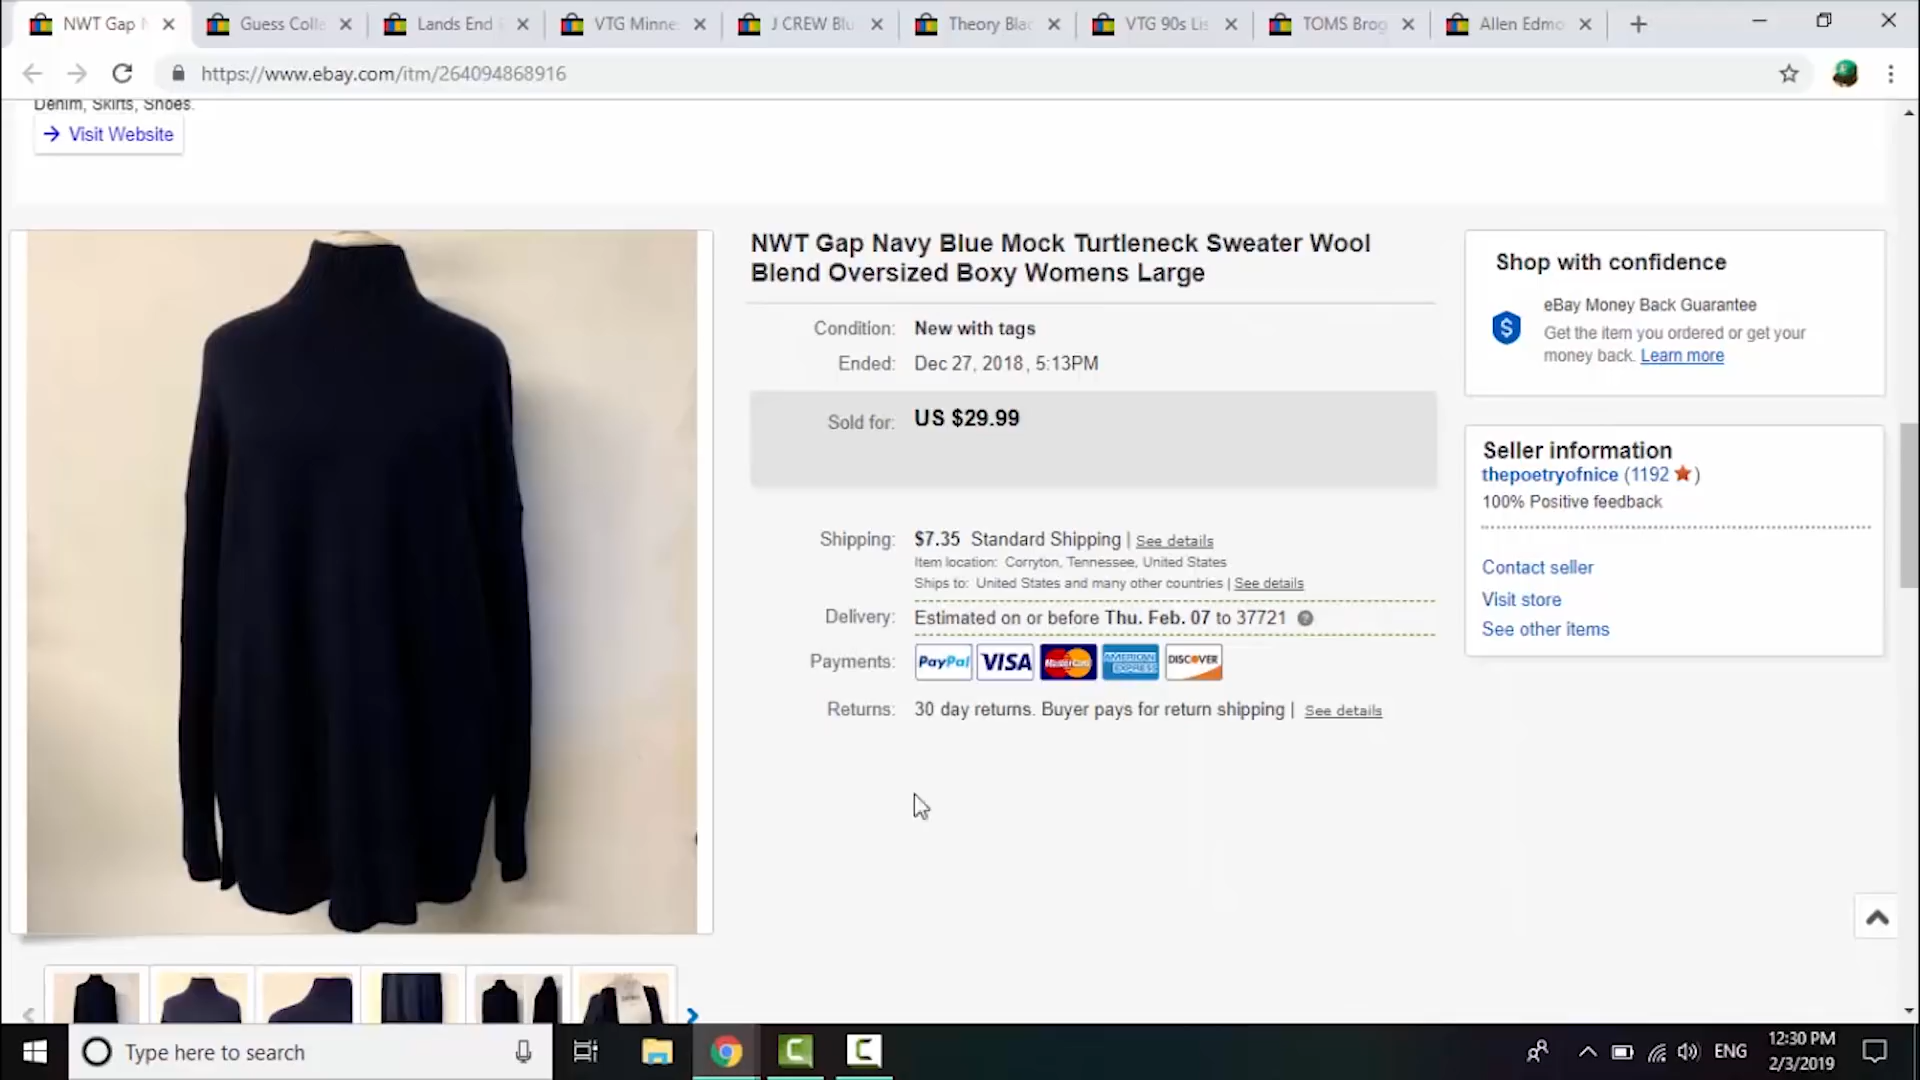 NWT Gap
Guess Colle
Lands End
VTG Minne
J CREW Blu
Theory Blac
VTG 90s Lis
TOMS Brog
Allen Edmo
https://www.ebay.com/itm/264094868916
Denim, Skirts, Shoes.
→ Visit Website
NWT Gap Navy Blue Mock Turtleneck Sweater Wool
Blend Oversized Boxy Womens Large
Condition: New with tags
Ended: Dec 27, 2018, 5:13PM
Sold for: US $29.99
Shipping: $7.35 Standard Shipping | See details
Item location: Corryton, Tennessee, United States
Ships to: United States and many other countries | See details
Delivery: Estimated on or before Thu. Feb. 07 to 37721
Payments: PayPal VISA MasterCard AMERICAN EXPRESS DISCOVER
Returns: 30 day returns. Buyer pays for return shipping | See details
Shop with confidence
eBay Money Back Guarantee
Get the item you ordered or get your
money back. Learn more
Seller information
thepoetryofnice (1192 ★)
100% Positive feedback
Contact seller
Visit store
See other items
Type here to search
ENG
12:30 PM
2/3/2019